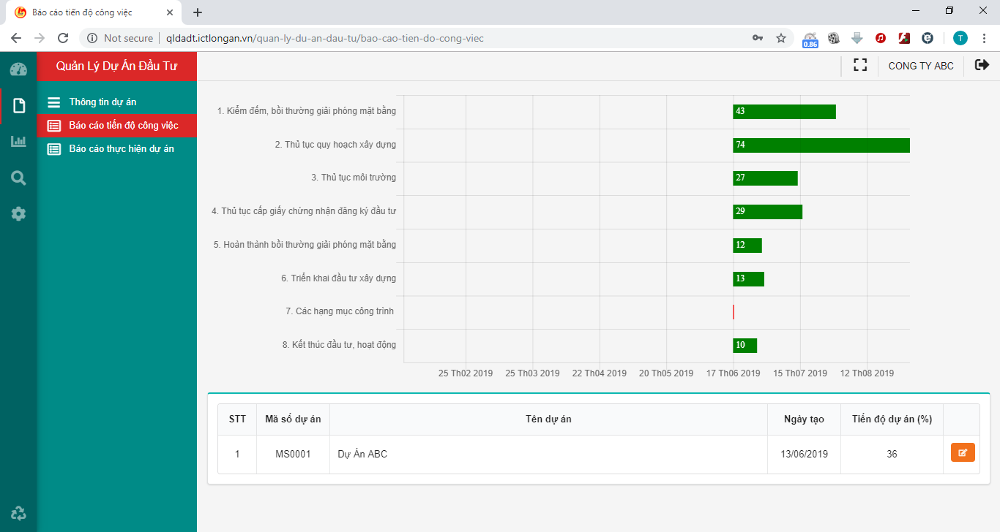 Báo cáo tiến độ công việc
Not secure
qldadt.ictlongan.vn/quan-ly-du-an-dau-tu/bao-cao-tien-do-cong-viec
0.86
T
Quản Lý Dự Án Đầu Tư
CONG TY ABC
Thông tin dự án
Báo cáo tiến độ công việc
Báo cáo thực hiện dự án
1. Kiểm đếm, bồi thường giải phóng mặt bằng
43
2. Thủ tục quy hoạch xây dựng
74
3. Thủ tục môi trường
27
4. Thủ tục cấp giấy chứng nhận đăng ký đầu tư
29
5. Hoàn thành bồi thường giải phóng mặt bằng
12
6. Triển khai đầu tư xây dựng
13
7. Các hạng mục công trình
8. Kết thúc đầu tư, hoạt động
10
25 Th02 2019 25 Th03 2019 22 Th04 2019 20 Th05 2019 17 Th06 2019 15 Th07 2019 12 Th08 2019
STT Mã số dự án Tên dự án Ngày tạo Tiến độ dự án (%)
1 MS0001 Dự Án ABC 13/06/2019 36